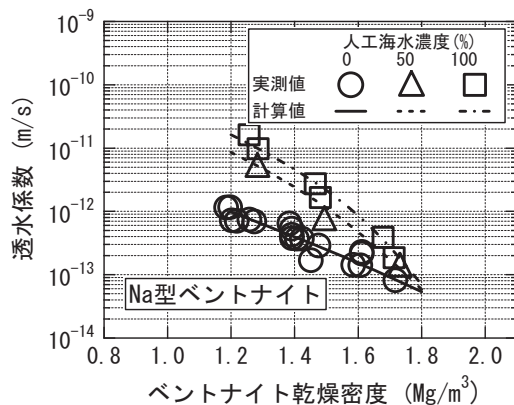 人工海水濃度(%)
0 50 100
実測値
計算値
透水係数 (m/s)
10⁻⁹
10⁻¹⁰
10⁻¹¹
10⁻¹²
10⁻¹³
10⁻¹⁴
Na型ベントナイト
0.8 1.0 1.2 1.4 1.6 1.8 2.0
ベントナイト乾燥密度 (Mg/m³)